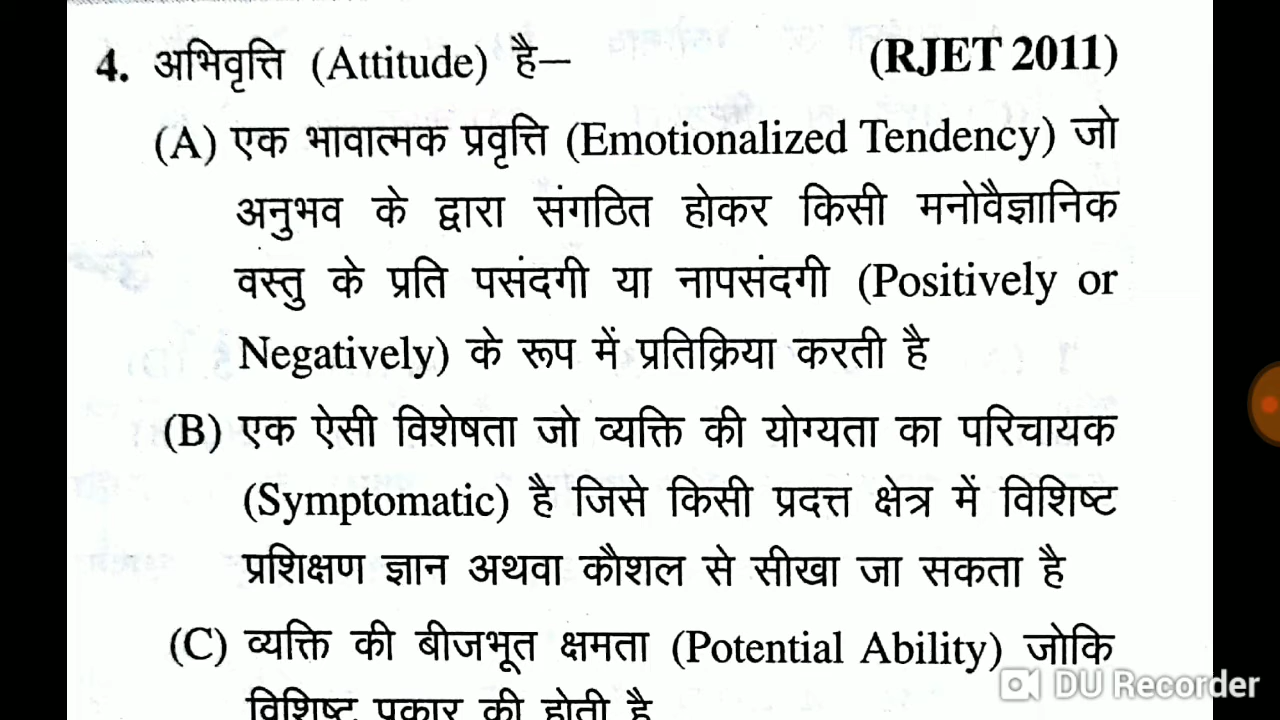 4. अभिवृत्ति (Attitude) है— (RJET 2011)
(A) एक भावात्मक प्रवृत्ति (Emotionalized Tendency) जो
अनुभव के द्वारा संगठित होकर किसी मनोवैज्ञानिक
वस्तु के प्रति पसंदगी या नापसंदगी (Positively or
Negatively) के रूप में प्रतिक्रिया करती है
(B) एक ऐसी विशेषता जो व्यक्ति की योग्यता का परिचायक
(Symptomatic) है जिसे किसी प्रदत्त क्षेत्र में विशिष्ट
प्रशिक्षण ज्ञान अथवा कौशल से सीखा जा सकता है
(C) व्यक्ति की बीजभूत क्षमता (Potential Ability) जोकि
विशिष्ट प्रकार की होती है
DU Recorder